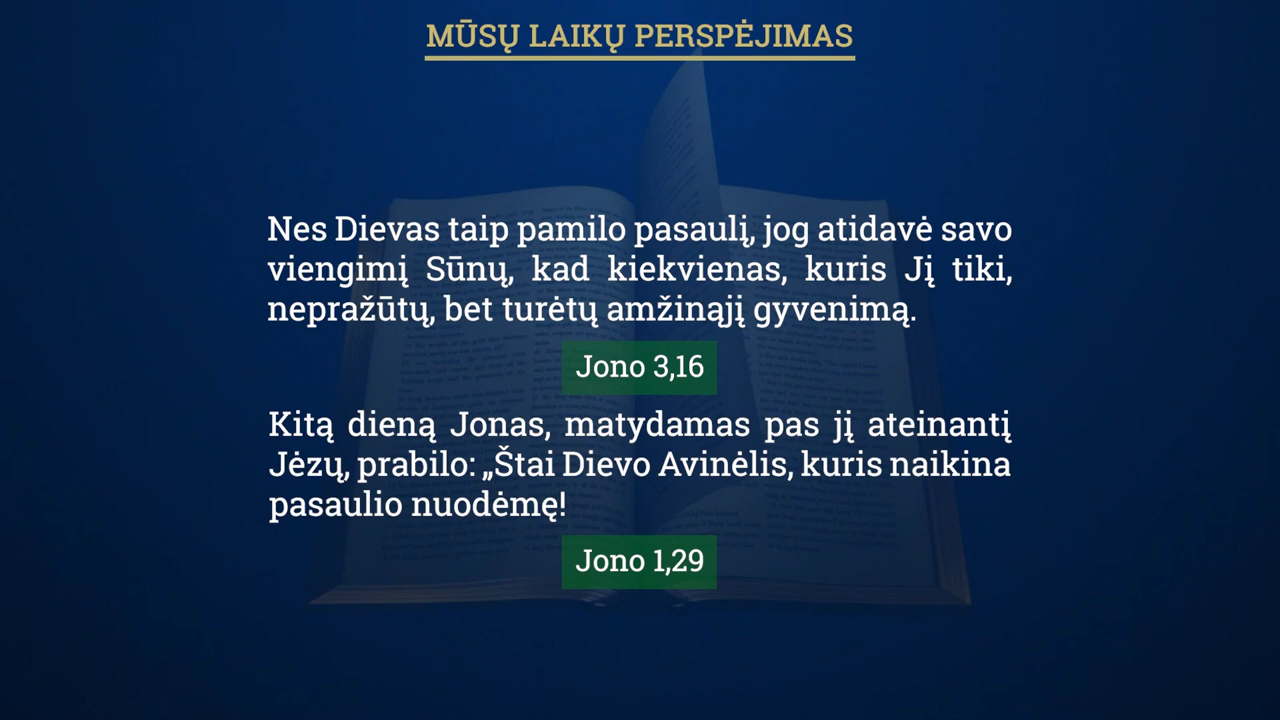 MŪSŲ LAIKŲ PERSPĖJIMAS
Nes Dievas taip pamilo pasaulį, jog atidavė savo
viengimį Sūnų, kad kiekvienas, kuris Jį tiki,
nepražūtų, bet turėtų amžinąjį gyvenimą.
Jono 3,16
Kitą dieną Jonas, matydamas pas jį ateinantį
Jėzų, prabilo: „Štai Dievo Avinėlis, kuris naikina
pasaulio nuodėmę!
Jono 1,29